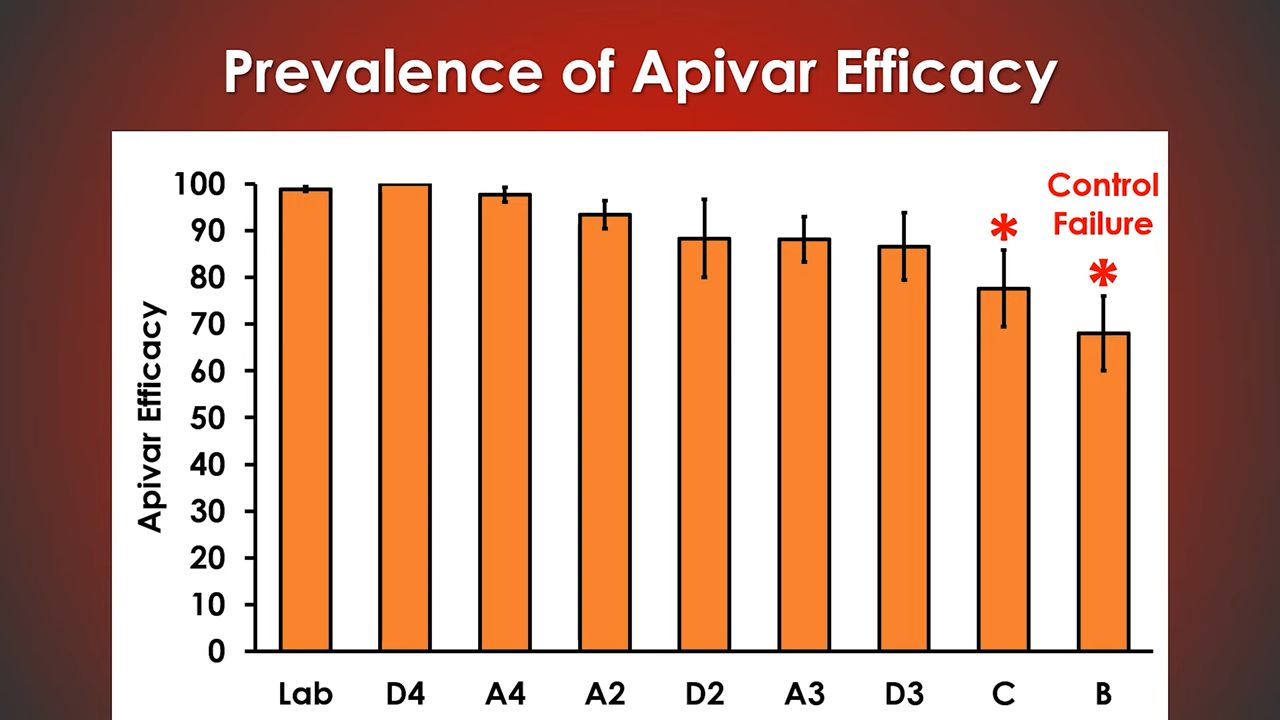 Prevalence of Apivar Efficacy
Control
Failure
*
*
Apivar Efficacy
100
90
80
70
60
50
40
30
20
10
0
Lab D4 A4 A2 D2 A3 D3 C B